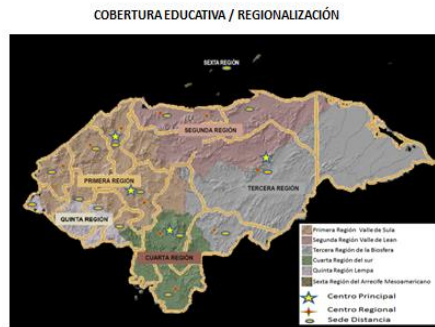 COBERTURA EDUCATIVA / REGIONALIZACIÓN
SEXTA REGIÓN
SEGUNDA REGIÓN
PRIMERA REGIÓN
TERCERA REGIÓN
QUINTA REGIÓN
CUARTA REGIÓN
Primera Región Valle de Sula
Segunda Región Valle de Lean
Tercera Región de la Biosfera
Cuarta Región del sur
Quinta Región Lempa
Sexta Región del Arrecife Mesoamericano
Centro Principal
Centro Regional
Sede Distancia